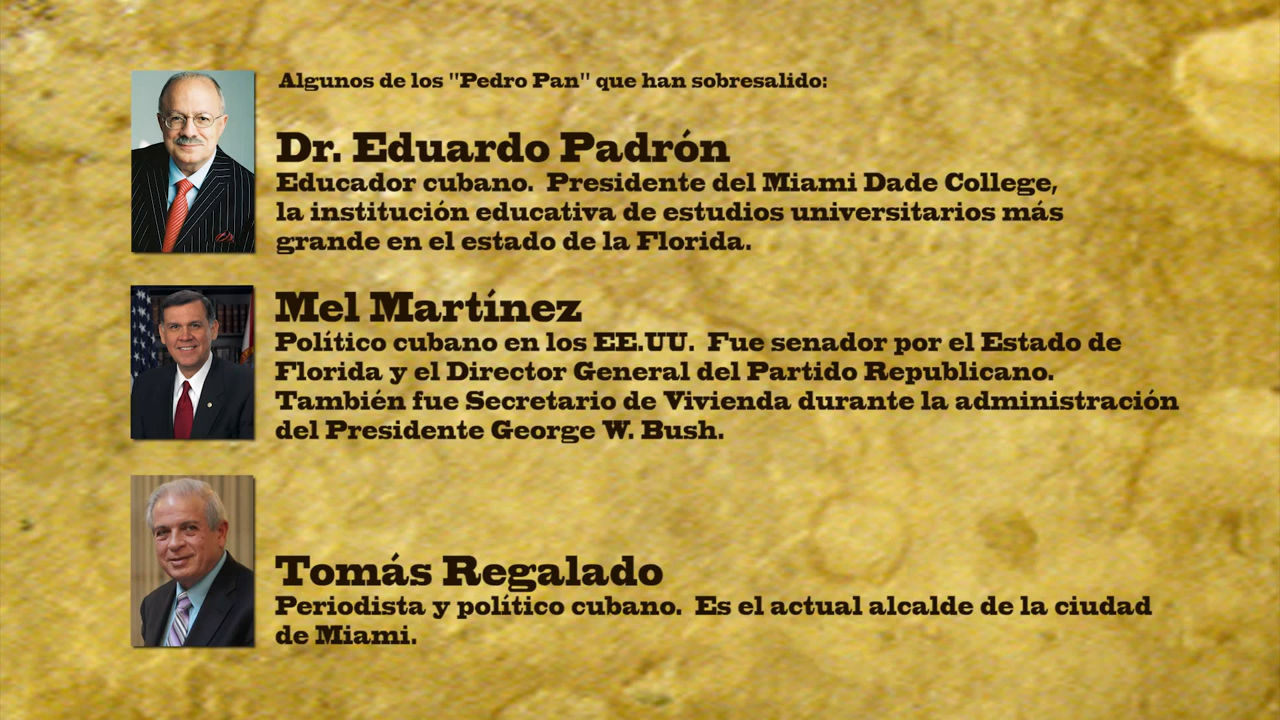 Algunos de los "Pedro Pan" que han sobresalido:
Dr. Eduardo Padrón
Educador cubano.  Presidente del Miami Dade College,
la institución educativa de estudios universitarios más
grande en el estado de la Florida.
Mel Martínez
Político cubano en los EE.UU.  Fue senador por el Estado de
Florida y el Director General del Partido Republicano.
También fue Secretario de Vivienda durante la administración
del Presidente George W. Bush.
Tomás Regalado
Periodista y político cubano.  Es el actual alcalde de la ciudad
de Miami.